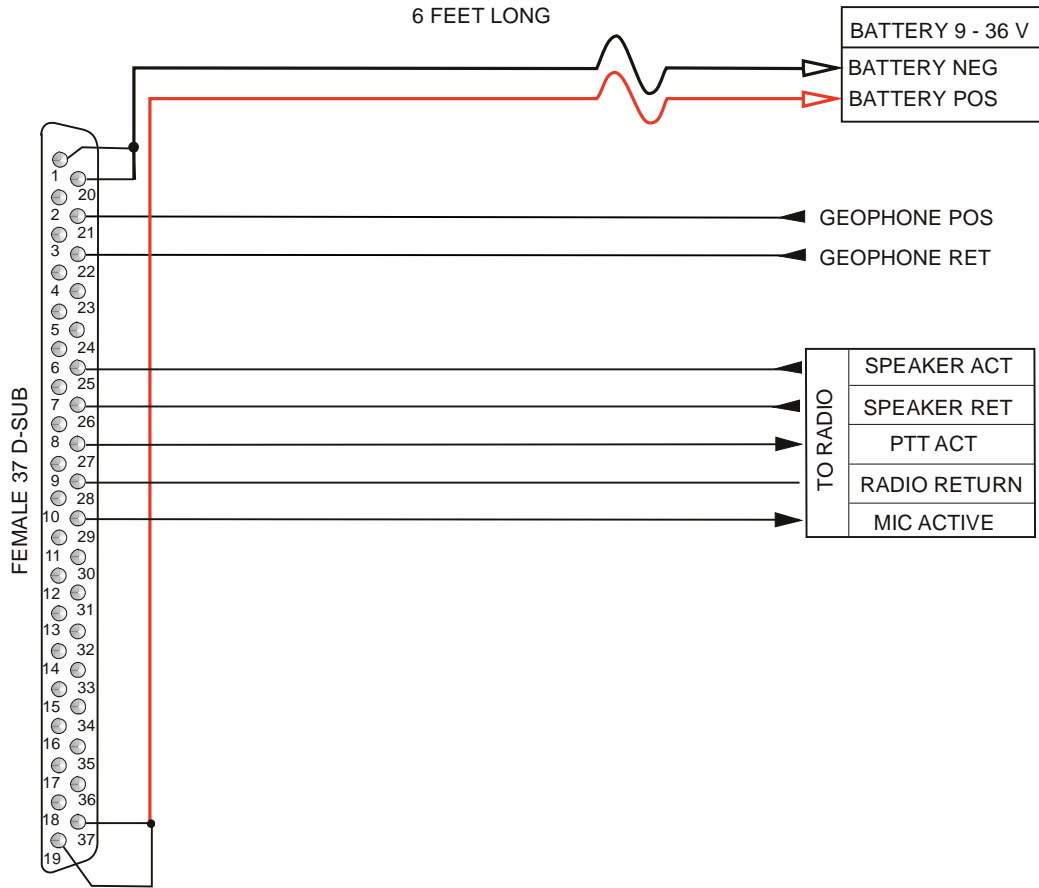 6 FEET LONG
BATTERY 9 - 36 V
BATTERY NEG
BATTERY POS
1
20
2
21
3
22
4
23
5
24
6
25
7
26
8
27
9
28
10
29
11
30
12
31
13
32
14
33
15
34
16
35
17
36
18
37
19
FEMALE 37 D-SUB
GEOPHONE POS
GEOPHONE RET
TO RADIO
SPEAKER ACT
SPEAKER RET
PTT ACT
RADIO RETURN
MIC ACTIVE